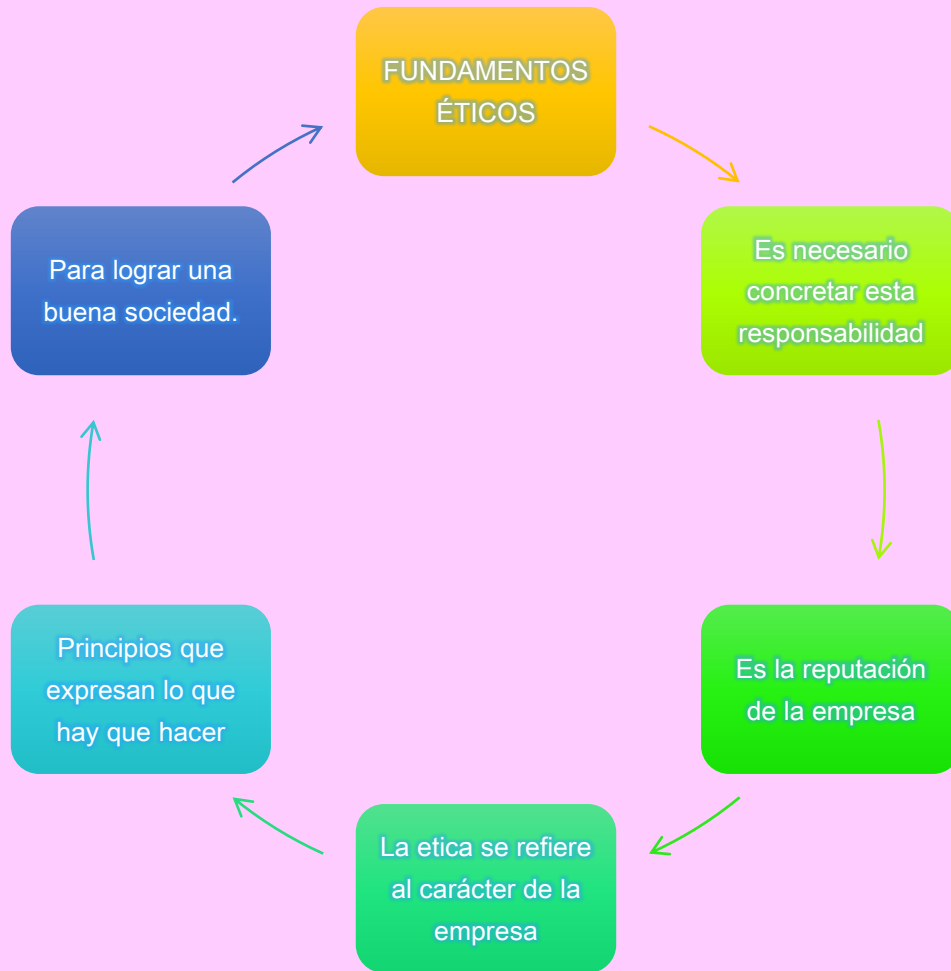 FUNDAMENTOS
ÉTICOS
Es necesario
concretar esta
responsabilidad
Es la reputación
de la empresa
La etica se refiere
al carácter de la
empresa
Principios que
expresan lo que
hay que hacer
Para lograr una
buena sociedad.